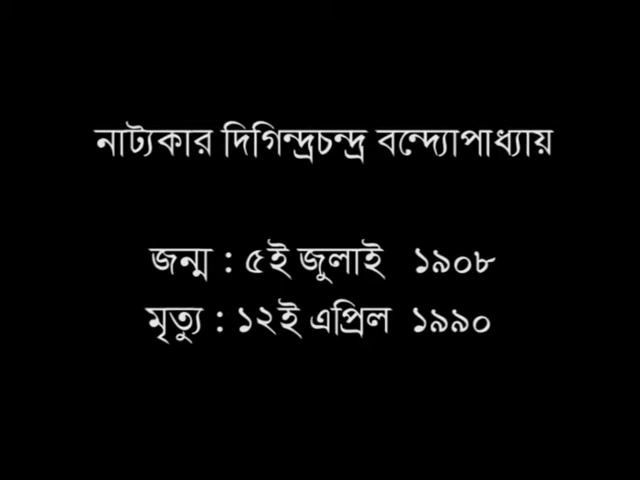 নাট্যকার দিগিন্দ্রচন্দ্র বন্দ্যোপাধ্যায়
জন্ম : ৫ই জুলাই ১৯০৮
মৃত্যু : ১২ই এপ্রিল ১৯৯০